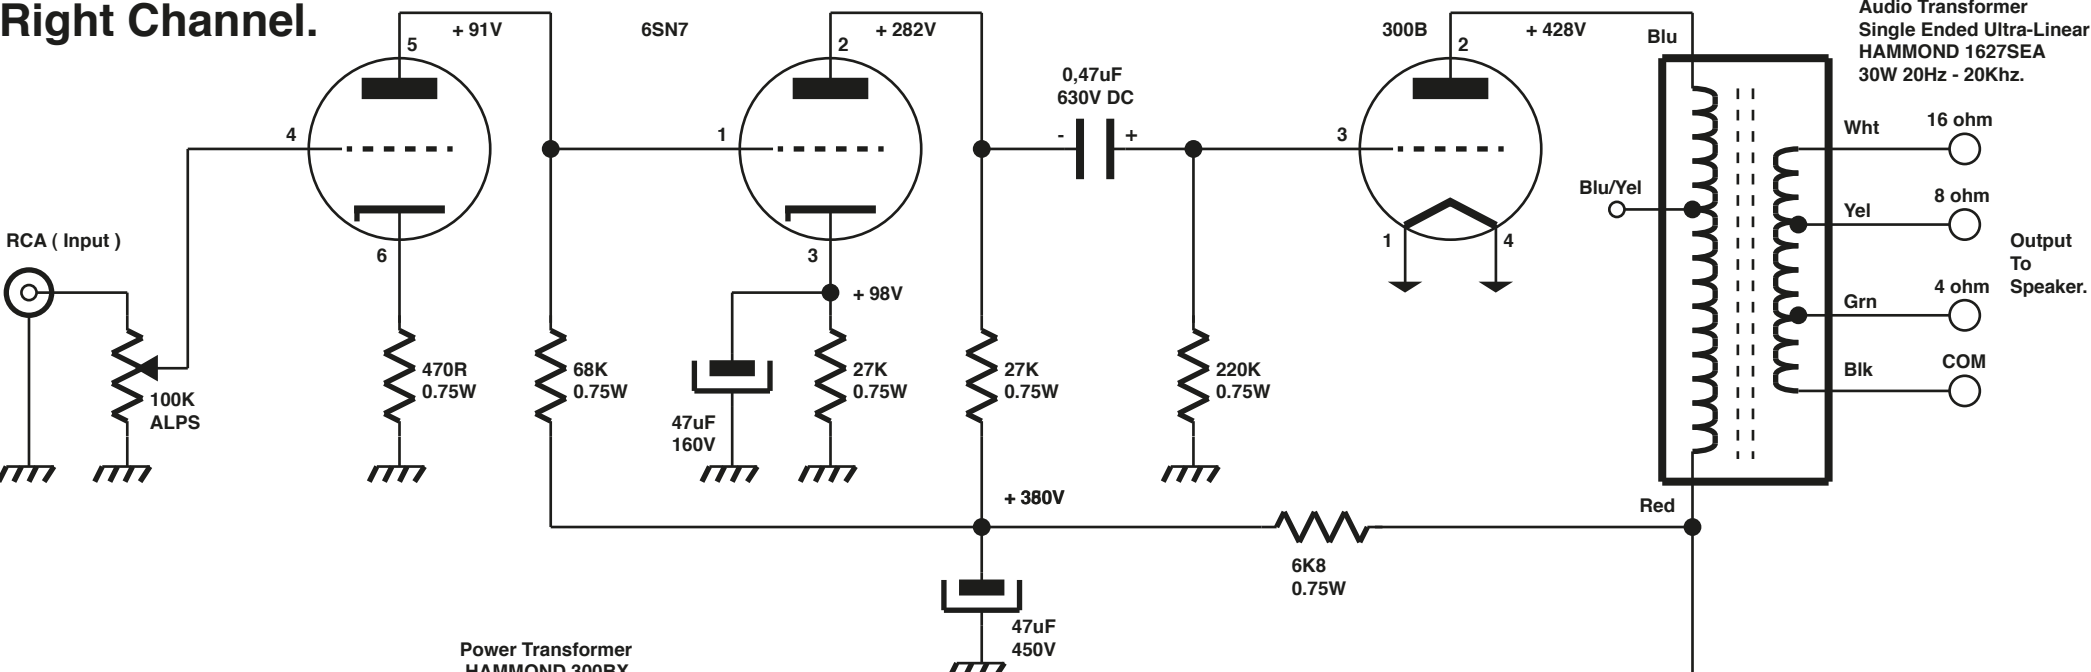 Right Channel.
+ 91V
6SN7
+ 282V
300B
+ 428V
Blu
Audio Transformer
Single Ended Ultra-Linear
HAMMOND 1627SEA
30W 20Hz - 20Khz.
5
2
2
0,47uF
630V DC
4
1
-
+
3
Wht
16 ohm
Blu/Yel
Yel
8 ohm
RCA ( Input )
6
3
1
4
Output
To
Speaker.
+ 98V
Grn
4 ohm
100K
ALPS
470R
0.75W
68K
0.75W
47uF
160V
27K
0.75W
27K
0.75W
220K
0.75W
Blk
COM
+ 380V
Red
6K8
0.75W
47uF
450V
Power Transformer
HAMMOND 300BX